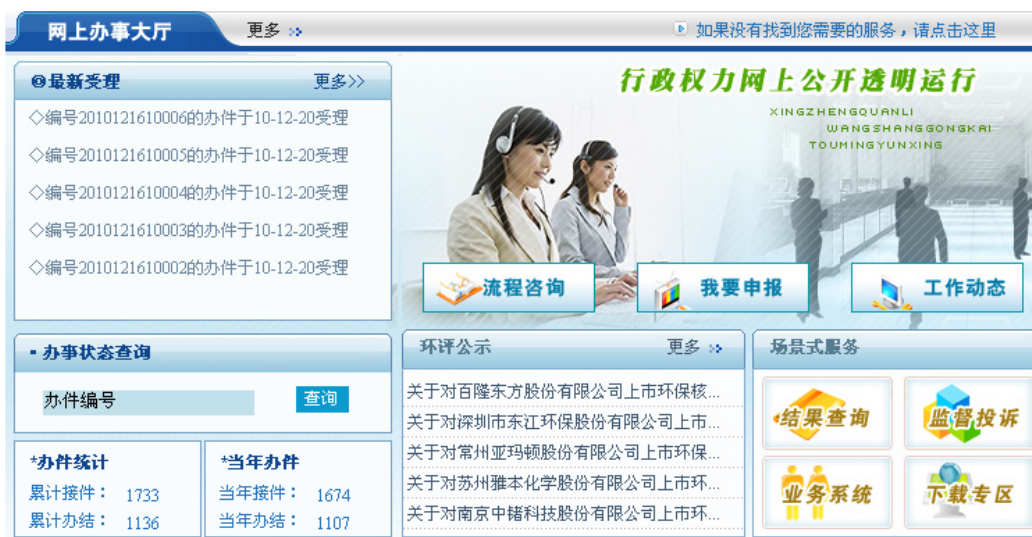 网上办事大厅
更多
如果没有找到您需要的服务，请点击这里
最新受理
更多>>
◇编号2010121610006的办件于10-12-20受理
◇编号2010121610005的办件于10-12-20受理
◇编号2010121610004的办件于10-12-20受理
◇编号2010121610003的办件于10-12-20受理
◇编号2010121610002的办件于10-12-20受理
行政权力网上公开透明运行
XINGZHENGQUANLI
WANGSHANGGONGKAI
TOUMINGYUNXING
流程咨询
我要申报
工作动态
办事状态查询
办件编号
查询
*办件统计
累计接件： 1733
累计办结： 1136
*当年办件
当年接件： 1674
当年办结： 1107
环评公示
更多
关于对百隆东方股份有限公司上市环保核...
关于对深圳市东江环保股份有限公司上市...
关于对常州亚玛顿股份有限公司上市环保...
关于对苏州雅本化学股份有限公司上市环...
关于对南京中锗科技股份有限公司上市环...
场景式服务
结果查询
监督投诉
业务系统
下载专区